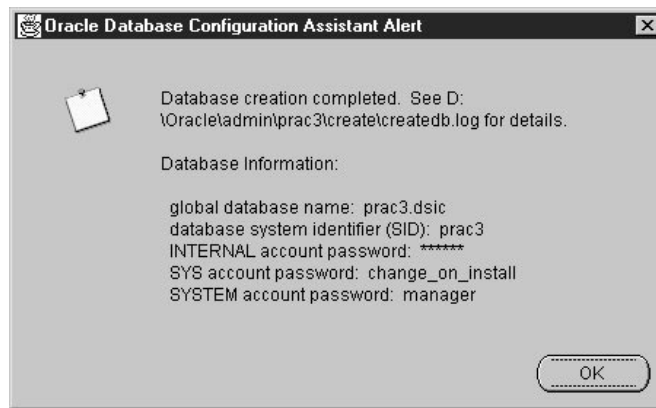 Oracle Database Configuration Assistant Alert
Database creation completed. See D:
\Oracle\admin\prac3\create\createdb.log for details.
Database Information:
global database name: prac3.dsic
database system identifier (SID): prac3
INTERNAL account password: ******
SYS account password: change_on_install
SYSTEM account password: manager
OK